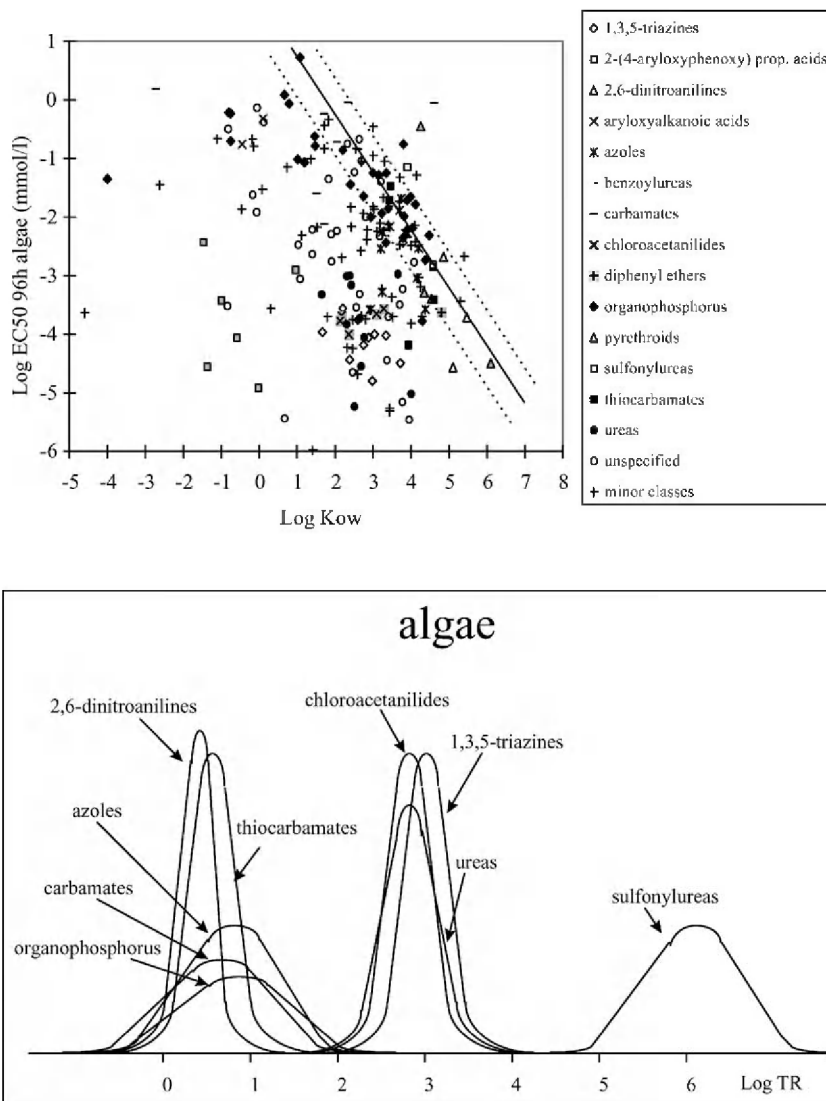 1
0
-1
-2
-3
-4
-5
-6
Log EC50 96h algae (mmol/l)
-5 -4 -3 -2 -1 0 1 2 3 4 5 6 7 8
Log Kow
1,3,5-triazines
2-(4-aryloxyphenoxy) prop. acids
2,6-dinitroanilines
aryloxyalkanoic acids
azoles
benzoylureas
carbamates
chloroacetanilides
diphenyl ethers
organophosphorus
pyrethroids
sulfonylureas
thiocarbamates
ureas
unspecified
minor classes
algae
2,6-dinitroanilines
chloroacetanilides
1,3,5-triazines
azoles
thiocarbamates
carbamates
ureas
sulfonylureas
organophosphorus
0 1 2 3 4 5 6 Log TR